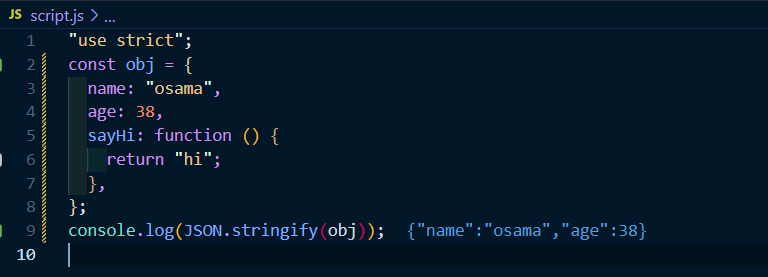 JS script.js > ...
1 "use strict";
2 const obj = {
3 name: "osama",
4 age: 38,
5 sayHi: function () {
6 return "hi";
7 },
8 };
9 console.log(JSON.stringify(obj)); {"name":"osama","age":38}
10